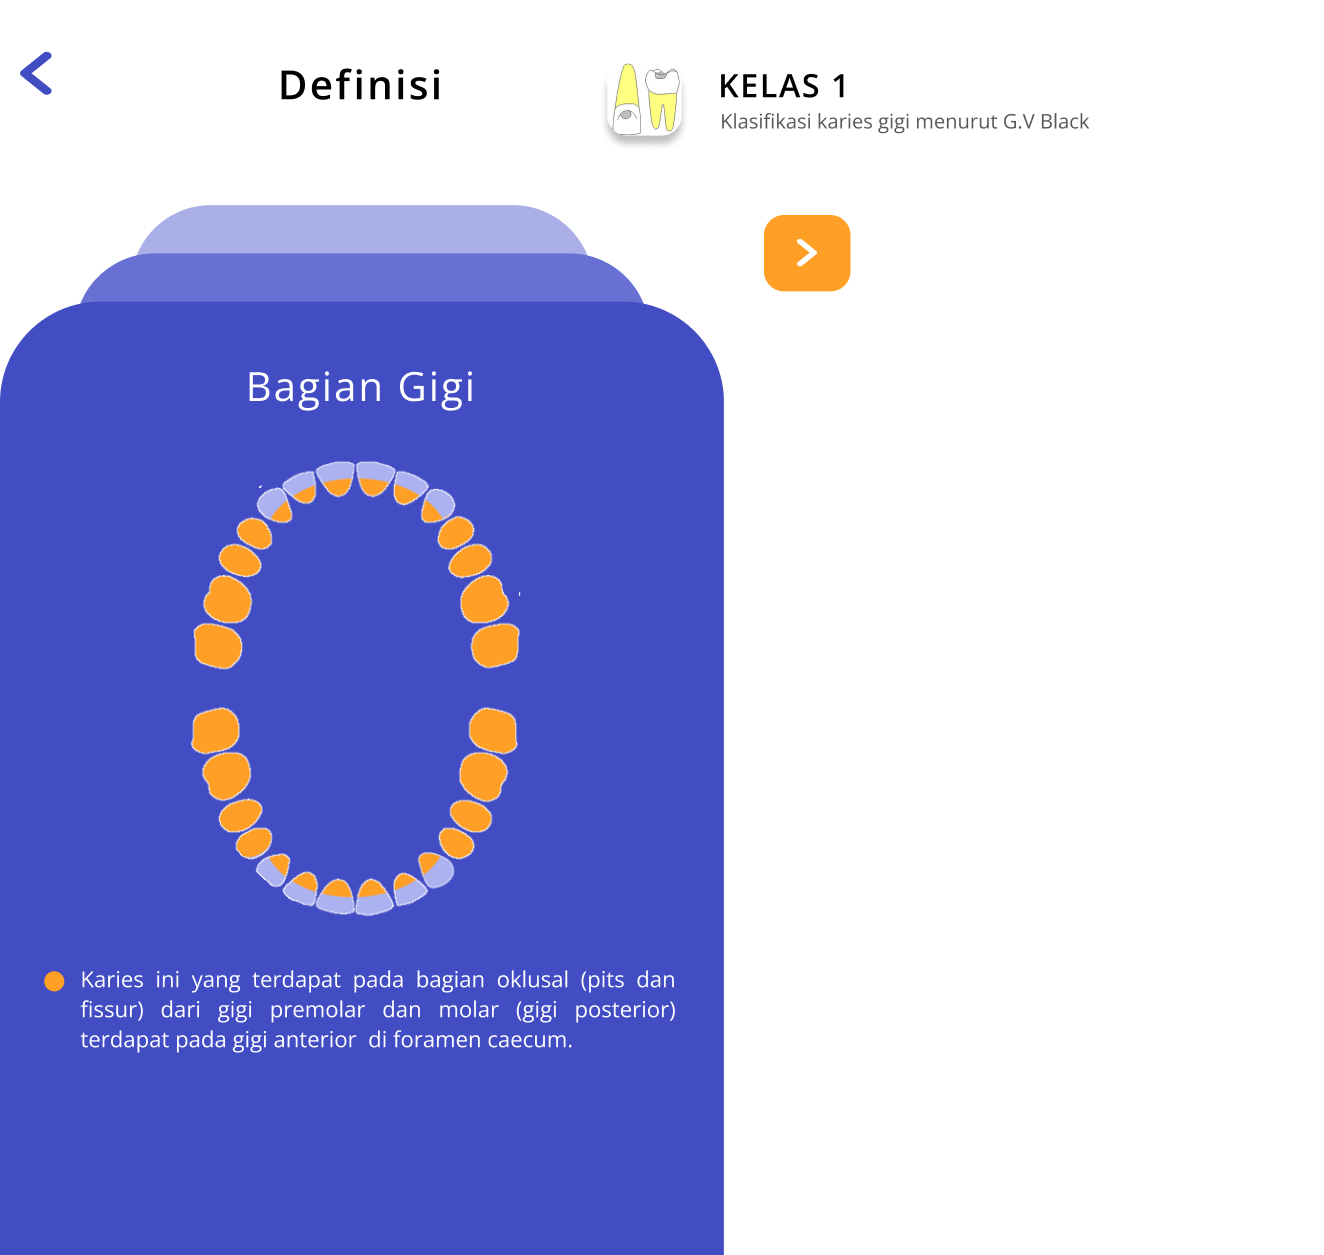 Definisi
KELAS 1
Klasifikasi karies gigi menurut G.V Black
Bagian Gigi
Karies ini yang terdapat pada bagian oklusal (pits dan
fissur) dari gigi premolar dan molar (gigi posterior)
terdapat pada gigi anterior di foramen caecum.